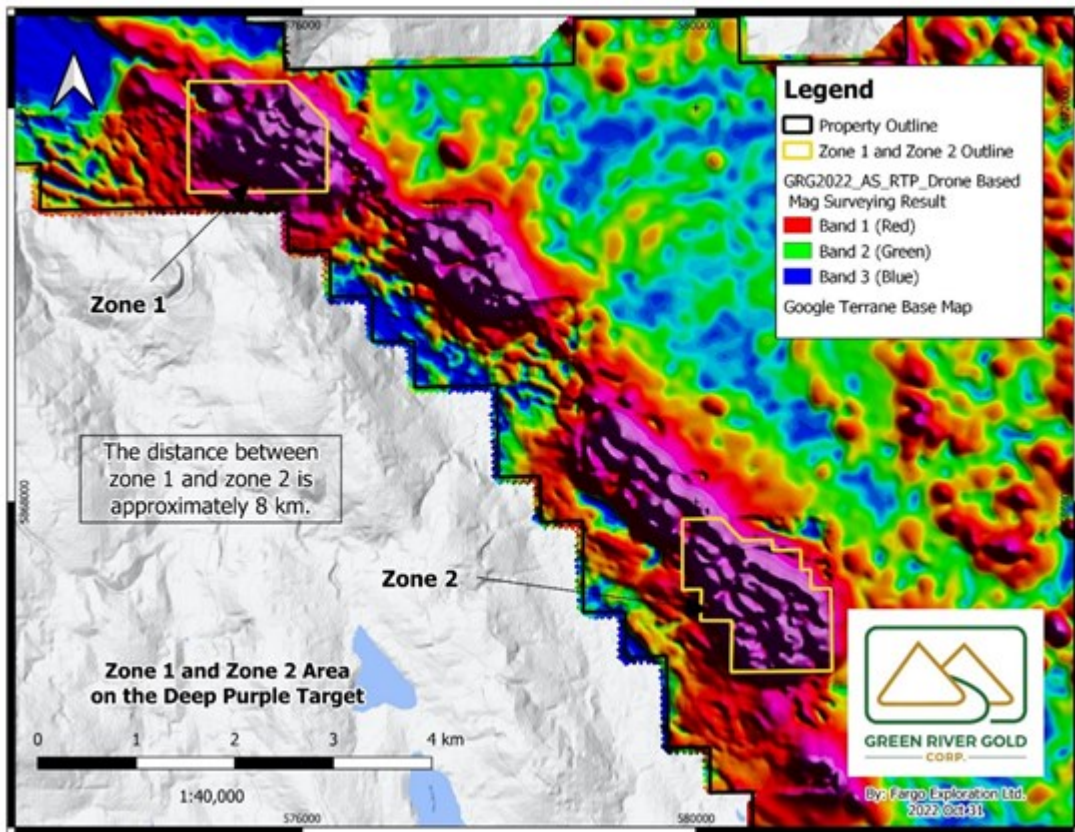 576000
580000
Legend
Property Outline
Zone 1 and Zone 2 Outline
GRG2022_AS_RTP_Drone Based
Mag Surveying Result
Band 1 (Red)
Band 2 (Green)
Band 3 (Blue)
Google Terrane Base Map
Zone 1
The distance between
zone 1 and zone 2 is
approximately 8 km.
5868000
Zone 2
Zone 1 and Zone 2 Area
on the Deep Purple Target
0 1 2 3 4 km
1:40,000
GREEN RIVER GOLD
CORP.
By: Fargo Exploration Ltd.
2022 Oct 31
576000
580000